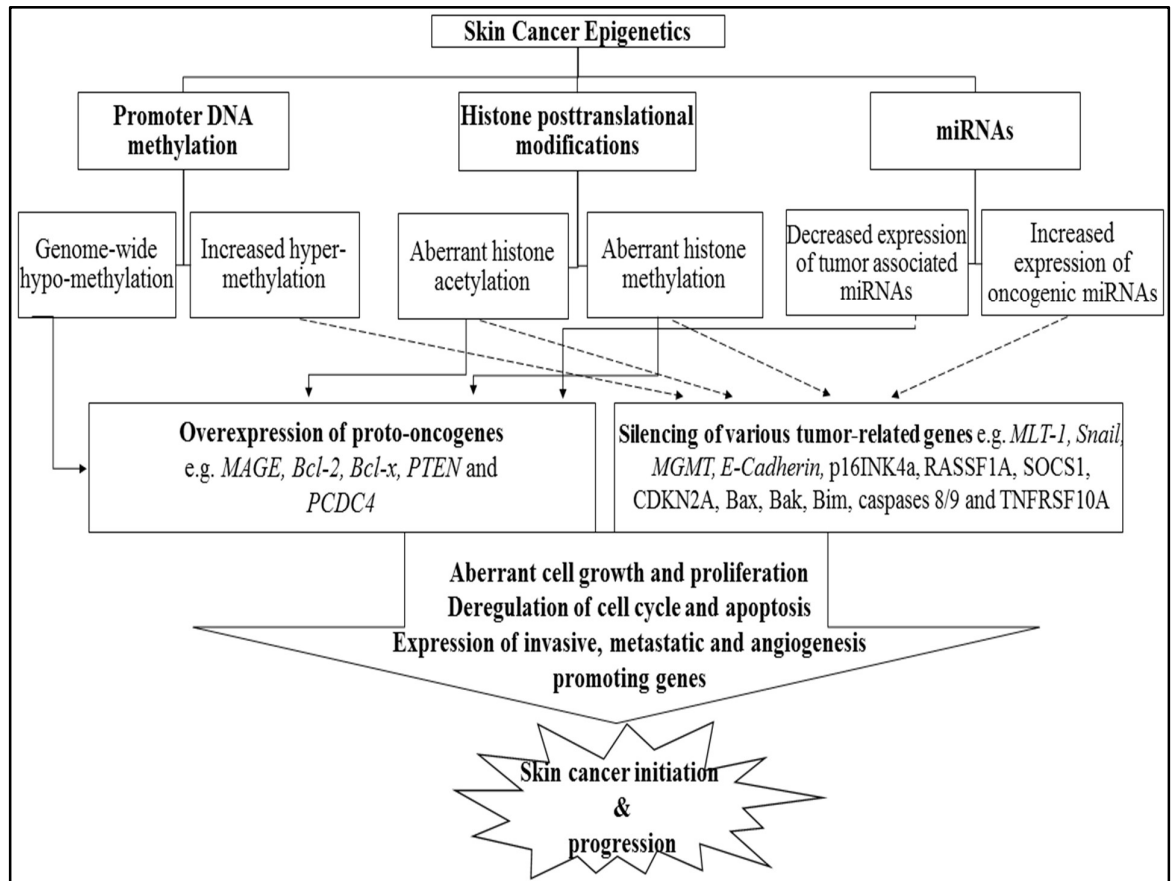 Skin Cancer Epigenetics
Promoter DNA
methylation
Histone posttranslational
modifications
miRNAs
Genome-wide
hypo-methylation
Increased hyper-
methylation
Aberrant histone
acetylation
Aberrant histone
methylation
Decreased expression
of tumor associated
miRNAs
Increased
expression of
oncogenic miRNAs
Overexpression of proto-oncogenes
e.g. MAGE, Bcl-2, Bcl-x, PTEN and
PCDC4
Silencing of various tumor-related genes e.g. MLT-1, Snail,
MGMT, E-Cadherin, p16INK4a, RASSF1A, SOCS1,
CDKN2A, Bax, Bak, Bim, caspases 8/9 and TNFRSF10A
Aberrant cell growth and proliferation
Deregulation of cell cycle and apoptosis
Expression of invasive, metastatic and angiogenesis
promoting genes
Skin cancer initiation
&
progression